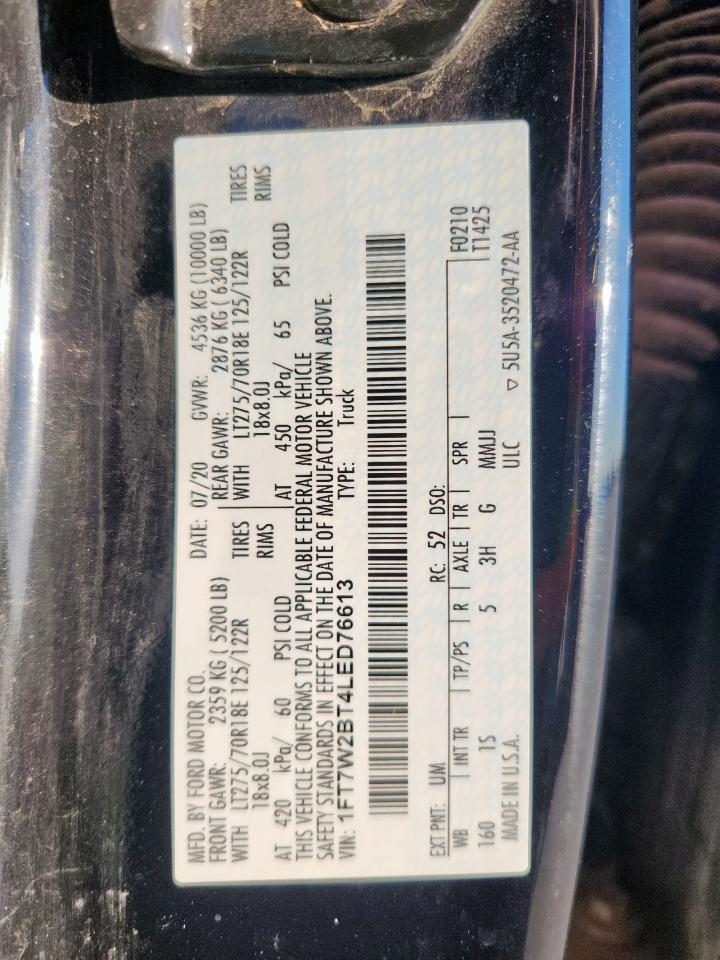 MFD. BY FORD MOTOR CO.
DATE: 07/20 GVWR: 4536 KG (10000 LB)
FRONT GAWR: 2359 KG ( 5200 LB)
REAR GAWR: 2876 KG ( 6340 LB)
WITH LT275/70R18E 125/122R TIRES
WITH LT275/70R18E 125/122R TIRES
18x8.0J RIMS
18x8.0J RIMS
AT 420 kPa/ 60 PSI COLD
AT 450 kPa/ 65 PSI COLD
THIS VEHICLE CONFORMS TO ALL APPLICABLE FEDERAL MOTOR VEHICLE
SAFETY STANDARDS IN EFFECT ON THE DATE OF MANUFACTURE SHOWN ABOVE.
VIN: 1FT7W2BT4LED76613 TYPE: Truck
EXT PNT: UM RC: 52 DSO:
WB | INT TR | TP/PS | R | AXLE | TR | SPR | F0210
160 1S 5 3H G MMJJ T1425
MADE IN U.S.A. ULC ▽ 5U5A-3520472-AA